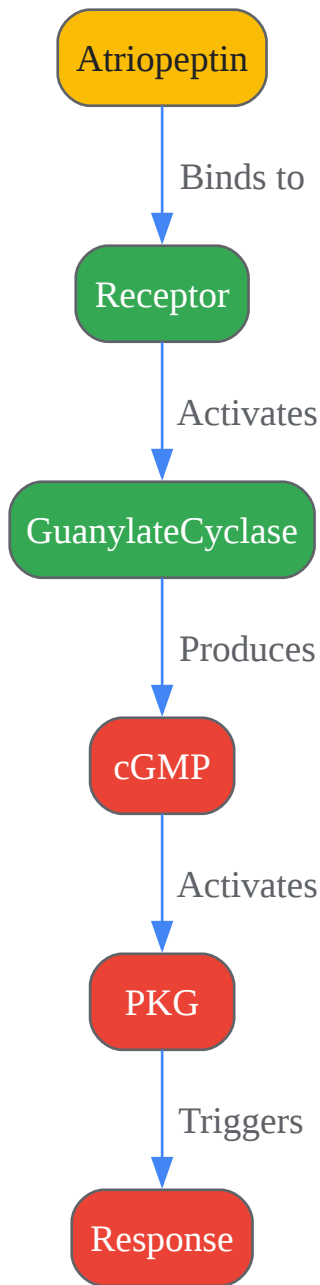 Atriopeptin
Binds to
Receptor
Activates
GuanylateCyclase
Produces
cGMP
Activates
PKG
Triggers
Response